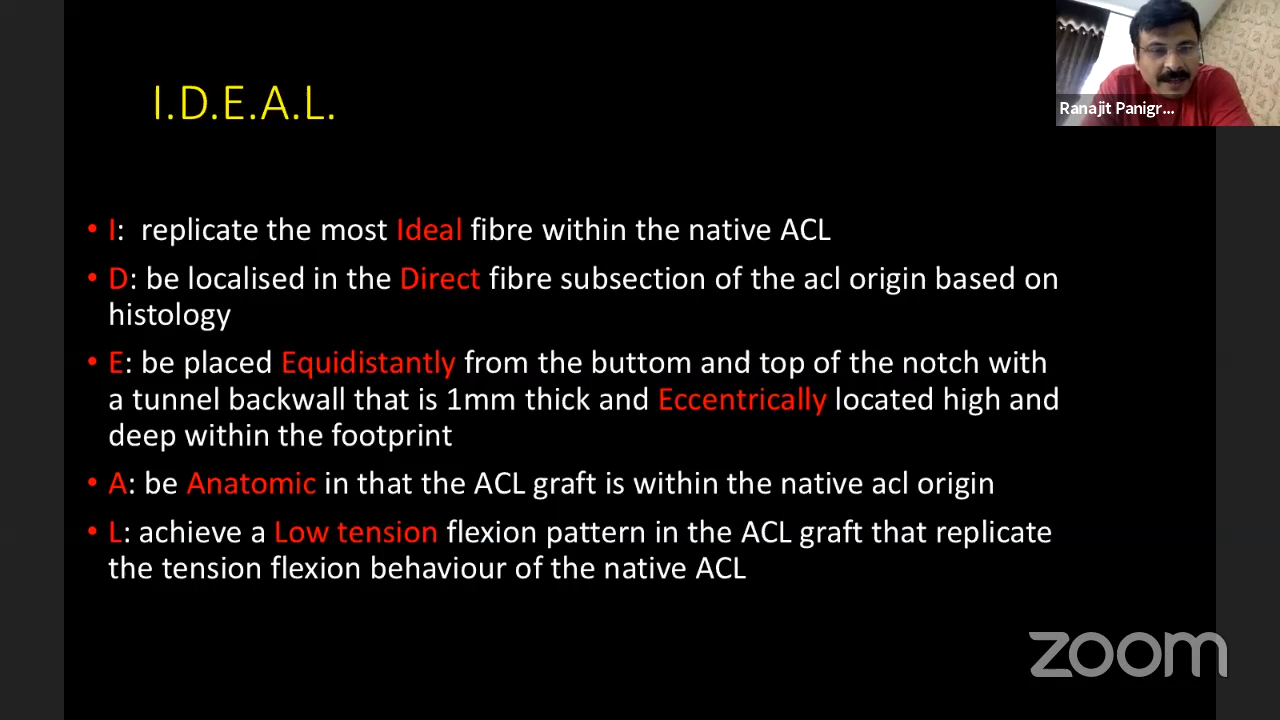 I.D.E.A.L.
Ranajit Panigr...
• I: replicate the most Ideal fibre within the native ACL
• D: be localised in the Direct fibre subsection of the acl origin based on
histology
• E: be placed Equidistantly from the buttom and top of the notch with
a tunnel backwall that is 1mm thick and Eccentrically located high and
deep within the footprint
• A: be Anatomic in that the ACL graft is within the native acl origin
• L: achieve a Low tension flexion pattern in the ACL graft that replicate
the tension flexion behaviour of the native ACL
zoom